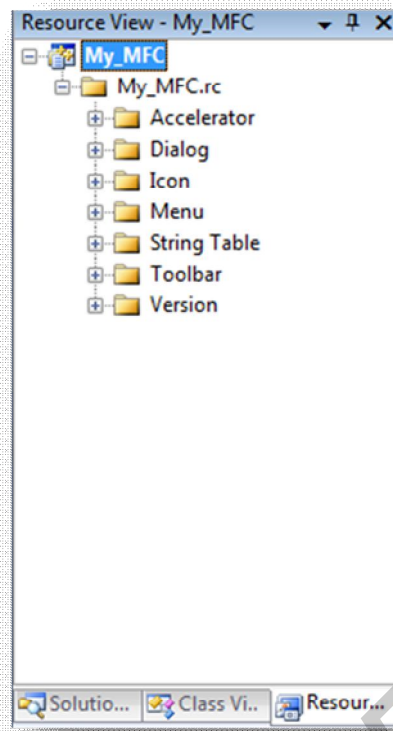 Resource View - My_MFC
My_MFC
My_MFC.rc
Accelerator
Dialog
Icon
Menu
String Table
Toolbar
Version
Solutio... Class Vi.. Resour...